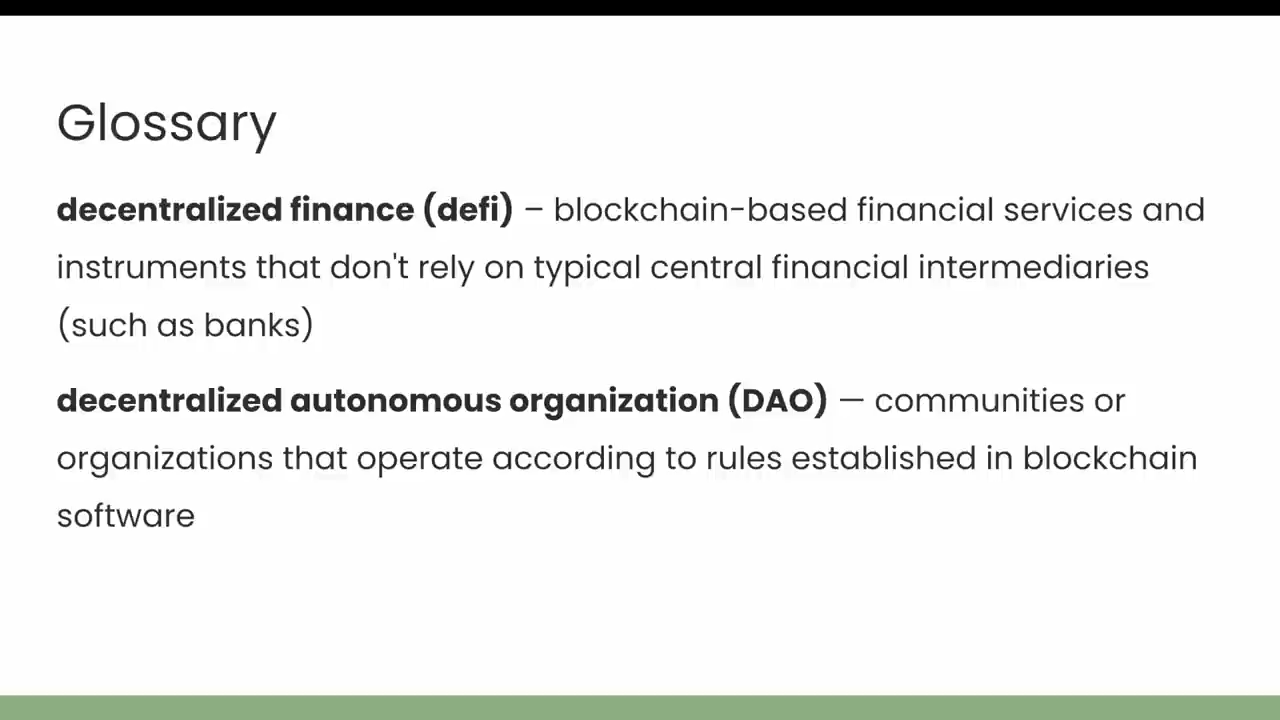 Glossary
decentralized finance (defi) – blockchain-based financial services and
instruments that don't rely on typical central financial intermediaries
(such as banks)
decentralized autonomous organization (DAO) — communities or
organizations that operate according to rules established in blockchain
software